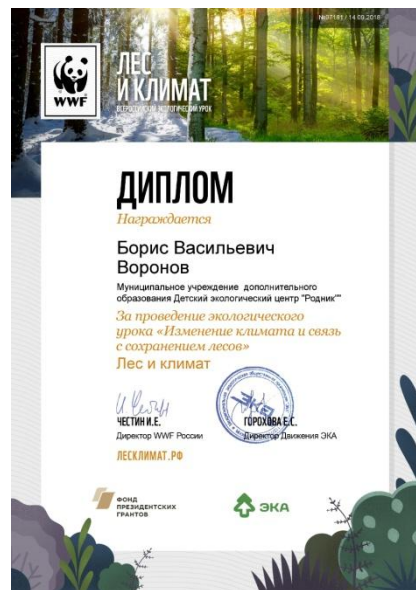 №97181 / 14.09.2018
WWF
ЛЕС
И КЛИМАТ
ВСЕРОССИЙСКИЙ ЭКОЛОГИЧЕСКИЙ УРОК
ДИПЛОМ
Награждается
Борис Васильевич
Воронов
Муниципальное учреждение дополнительного
образования Детский экологический центр "Родник""
За проведение экологического
урока «Изменение климата и связь
с сохранением лесов»
Лес и климат
ЧЕСТИН И.Е.
ГОРОХОВА Е.С.
Директор WWF России
Директор Движения ЭКА
ЭКА
ЛЕСКЛИМАТ.РФ
ФОНД
ПРЕЗИДЕНТСКИХ
ГРАНТОВ
ЭКА